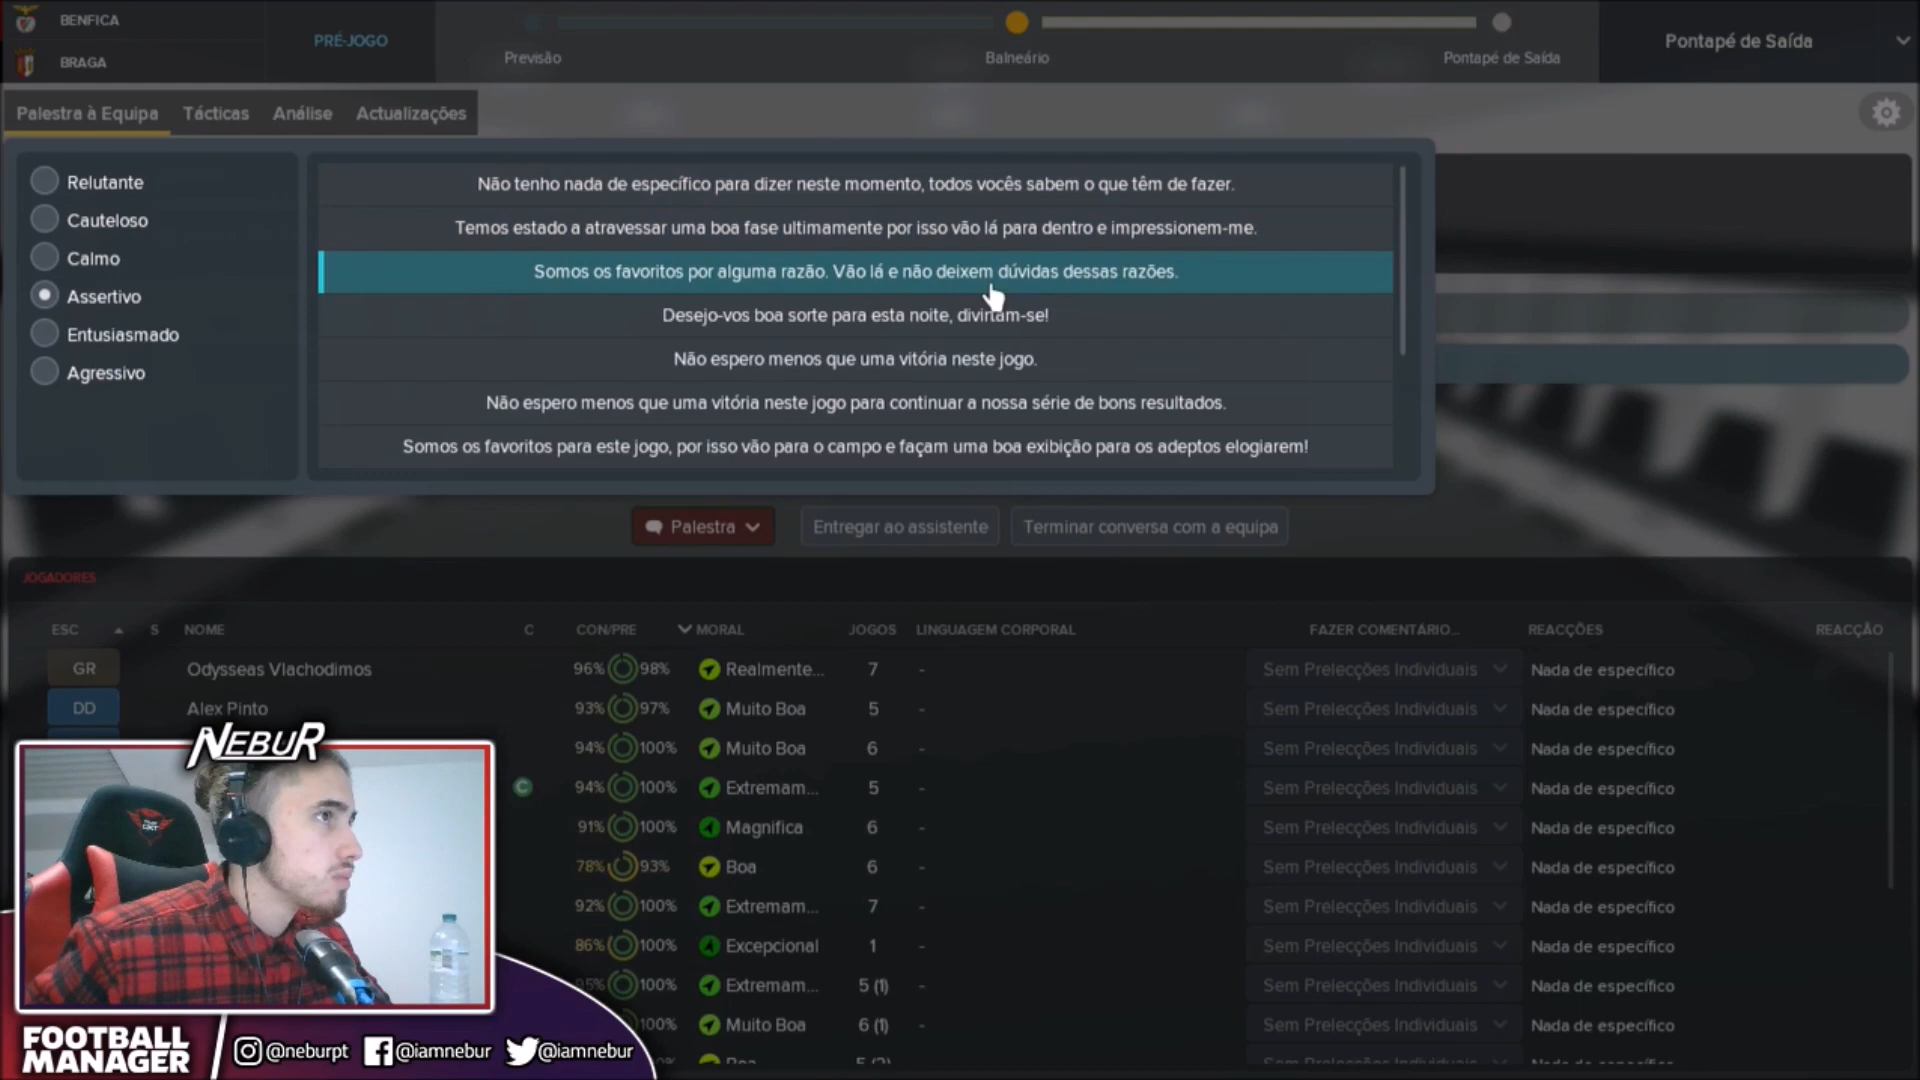 BENFICA
BRAGA
PRÉ-JOGO
Previsão
Balneário
Pontapé de Saída
Pontapé de Saída
Palestra à Equipa
Tácticas
Análise
Actualizações
Relutante
Cauteloso
Calmo
Assertivo
Entusiasmado
Agressivo
Não tenho nada de específico para dizer neste momento, todos vocês sabem o que têm de fazer.
Temos estado a atravessar uma boa fase ultimamente por isso vão lá para dentro e impressionem-me.
Somos os favoritos por alguma razão. Vão lá e não deixem dúvidas dessas razões.
Desejo-vos boa sorte para esta noite, divirtam-se!
Não espero menos que uma vitória neste jogo.
Não espero menos que uma vitória neste jogo para continuar a nossa série de bons resultados.
Somos os favoritos para este jogo, por isso vão para o campo e façam uma boa exibição para os adeptos elogiarem!
Palestra
Entregar ao assistente
Terminar conversa com a equipa
JOGADORES
ESC S NOME C CON/PRE MORAL JOGOS LINGUAGEM CORPORAL FAZER COMENTÁRIO... REACÇÕES REACÇÃO
GR Odysseas Vlachodimos 96% 98% Realmente... 7 - Sem Prelecções Individuais Nada de específico
DD Alex Pinto 93% 97% Muito Boa 5 - Sem Prelecções Individuais Nada de específico
94% 100% Muito Boa 6 - Sem Prelecções Individuais Nada de específico
C 94% 100% Extremam... 5 - Sem Prelecções Individuais Nada de específico
91% 100% Magnífica 6 - Sem Prelecções Individuais Nada de específico
78% 93% Boa 6 - Sem Prelecções Individuais Nada de específico
92% 100% Extremam... 7 - Sem Prelecções Individuais Nada de específico
86% 100% Excepcional 1 - Sem Prelecções Individuais Nada de específico
95% 100% Extremam... 5 (1) - Sem Prelecções Individuais Nada de específico
100% Muito Boa 6 (1) - Sem Prelecções Individuais Nada de específico
NEBUR
FOOTBALL
MANAGER
@neburpt
@iamnebur
@iamnebur